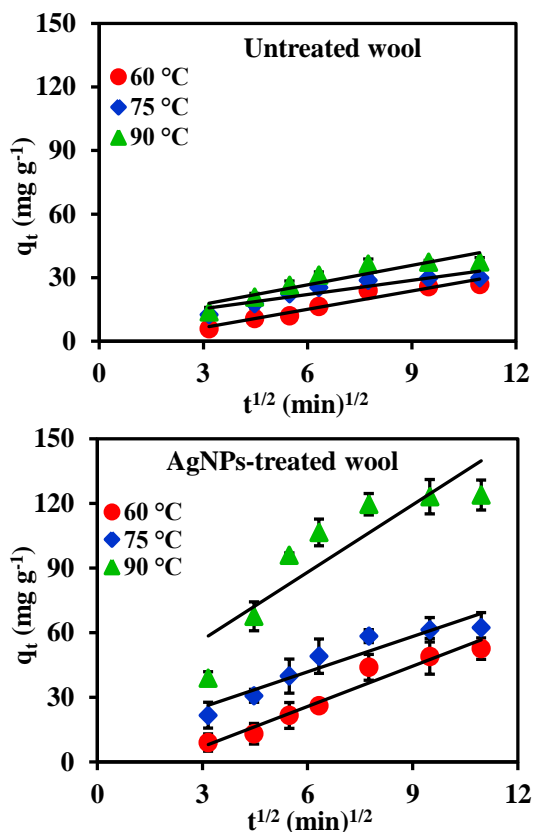 150
Untreated wool
120
60 °C
75 °C
90 °C
90
qt (mg g-1)
60
30
0
0
3
6
9
12
t1/2 (min)1/2
150
AgNPs-treated wool
120
60 °C
75 °C
90 °C
90
qt (mg g-1)
60
30
0
0
3
6
9
12
t1/2 (min)1/2